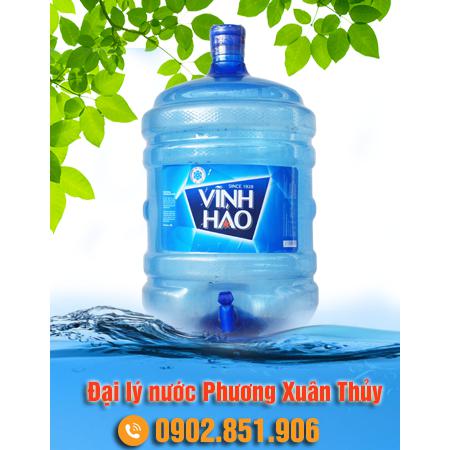 SINCE 1928
VĨNH
HẢO
Đại lý nước Phương Xuân Thủy
0902.851.906